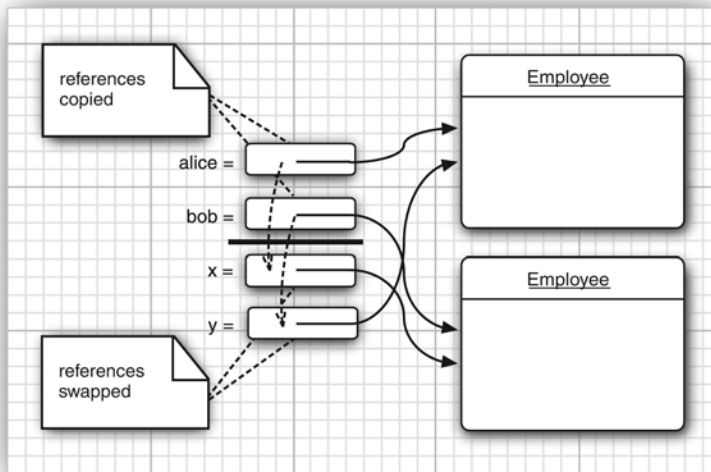 references
copied
Employee
alice =
bob =
x =
Employee
y =
references
swapped